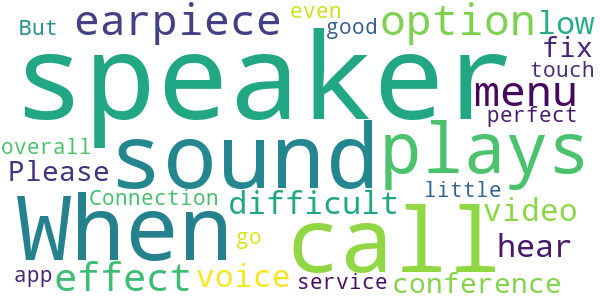 But earpiece even good option low
speaker fix
touch
menu
perfect
overall sound plays
Please
Connection difficult little
When call video
go hear
app effect voice service conference